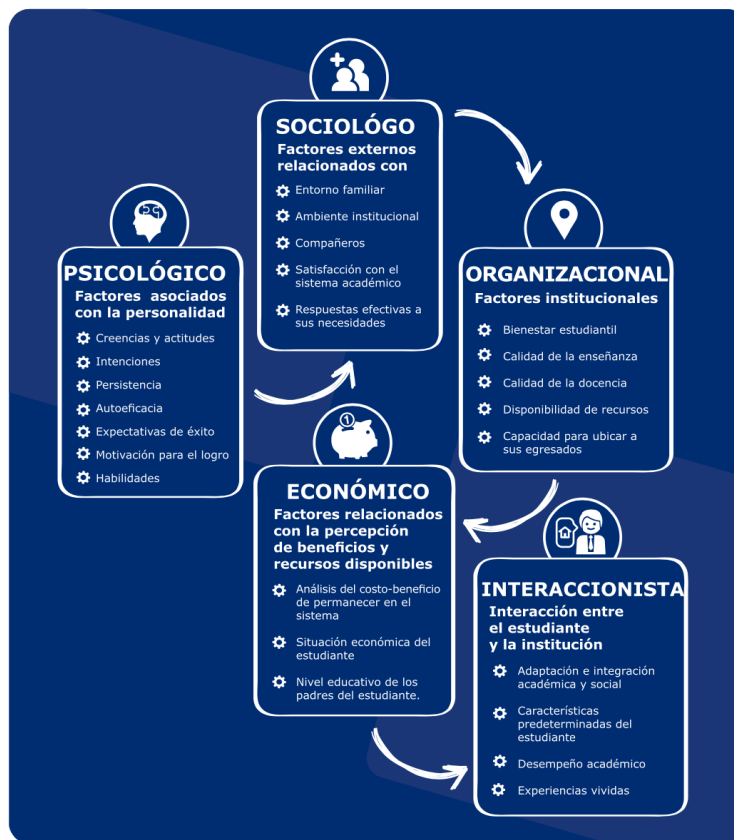 PSICOLÓGICO
Factores asociados
con la personalidad
Creencias y actitudes
Intenciones
Persistencia
Autoeficacia
Expectativas de éxito
Motivación para el logro
Habilidades
SOCIOLÓGO
Factores externos
relacionados con
Entorno familiar
Ambiente institucional
Compañeros
Satisfacción con el
sistema académico
Respuestas efectivas a
sus necesidades
ORGANIZACIONAL
Factores institucionales
Bienestar estudiantil
Calidad de la enseñanza
Calidad de la docencia
Disponibilidad de recursos
Capacidad para ubicar a
sus egresados
1
ECONÓMICO
Factores relacionados
con la percepción
de beneficios y
recursos disponibles
Análisis del costo-beneficio
de permanecer en el
sistema
Situación económica del
estudiante
Nivel educativo de los
padres del estudiante.
INTERACCIONISTA
Interacción entre
el estudiante
y la institución
Adaptación e integración
académica y social
Características
predeterminadas del
estudiante
Desempeño académico
Experiencias vividas